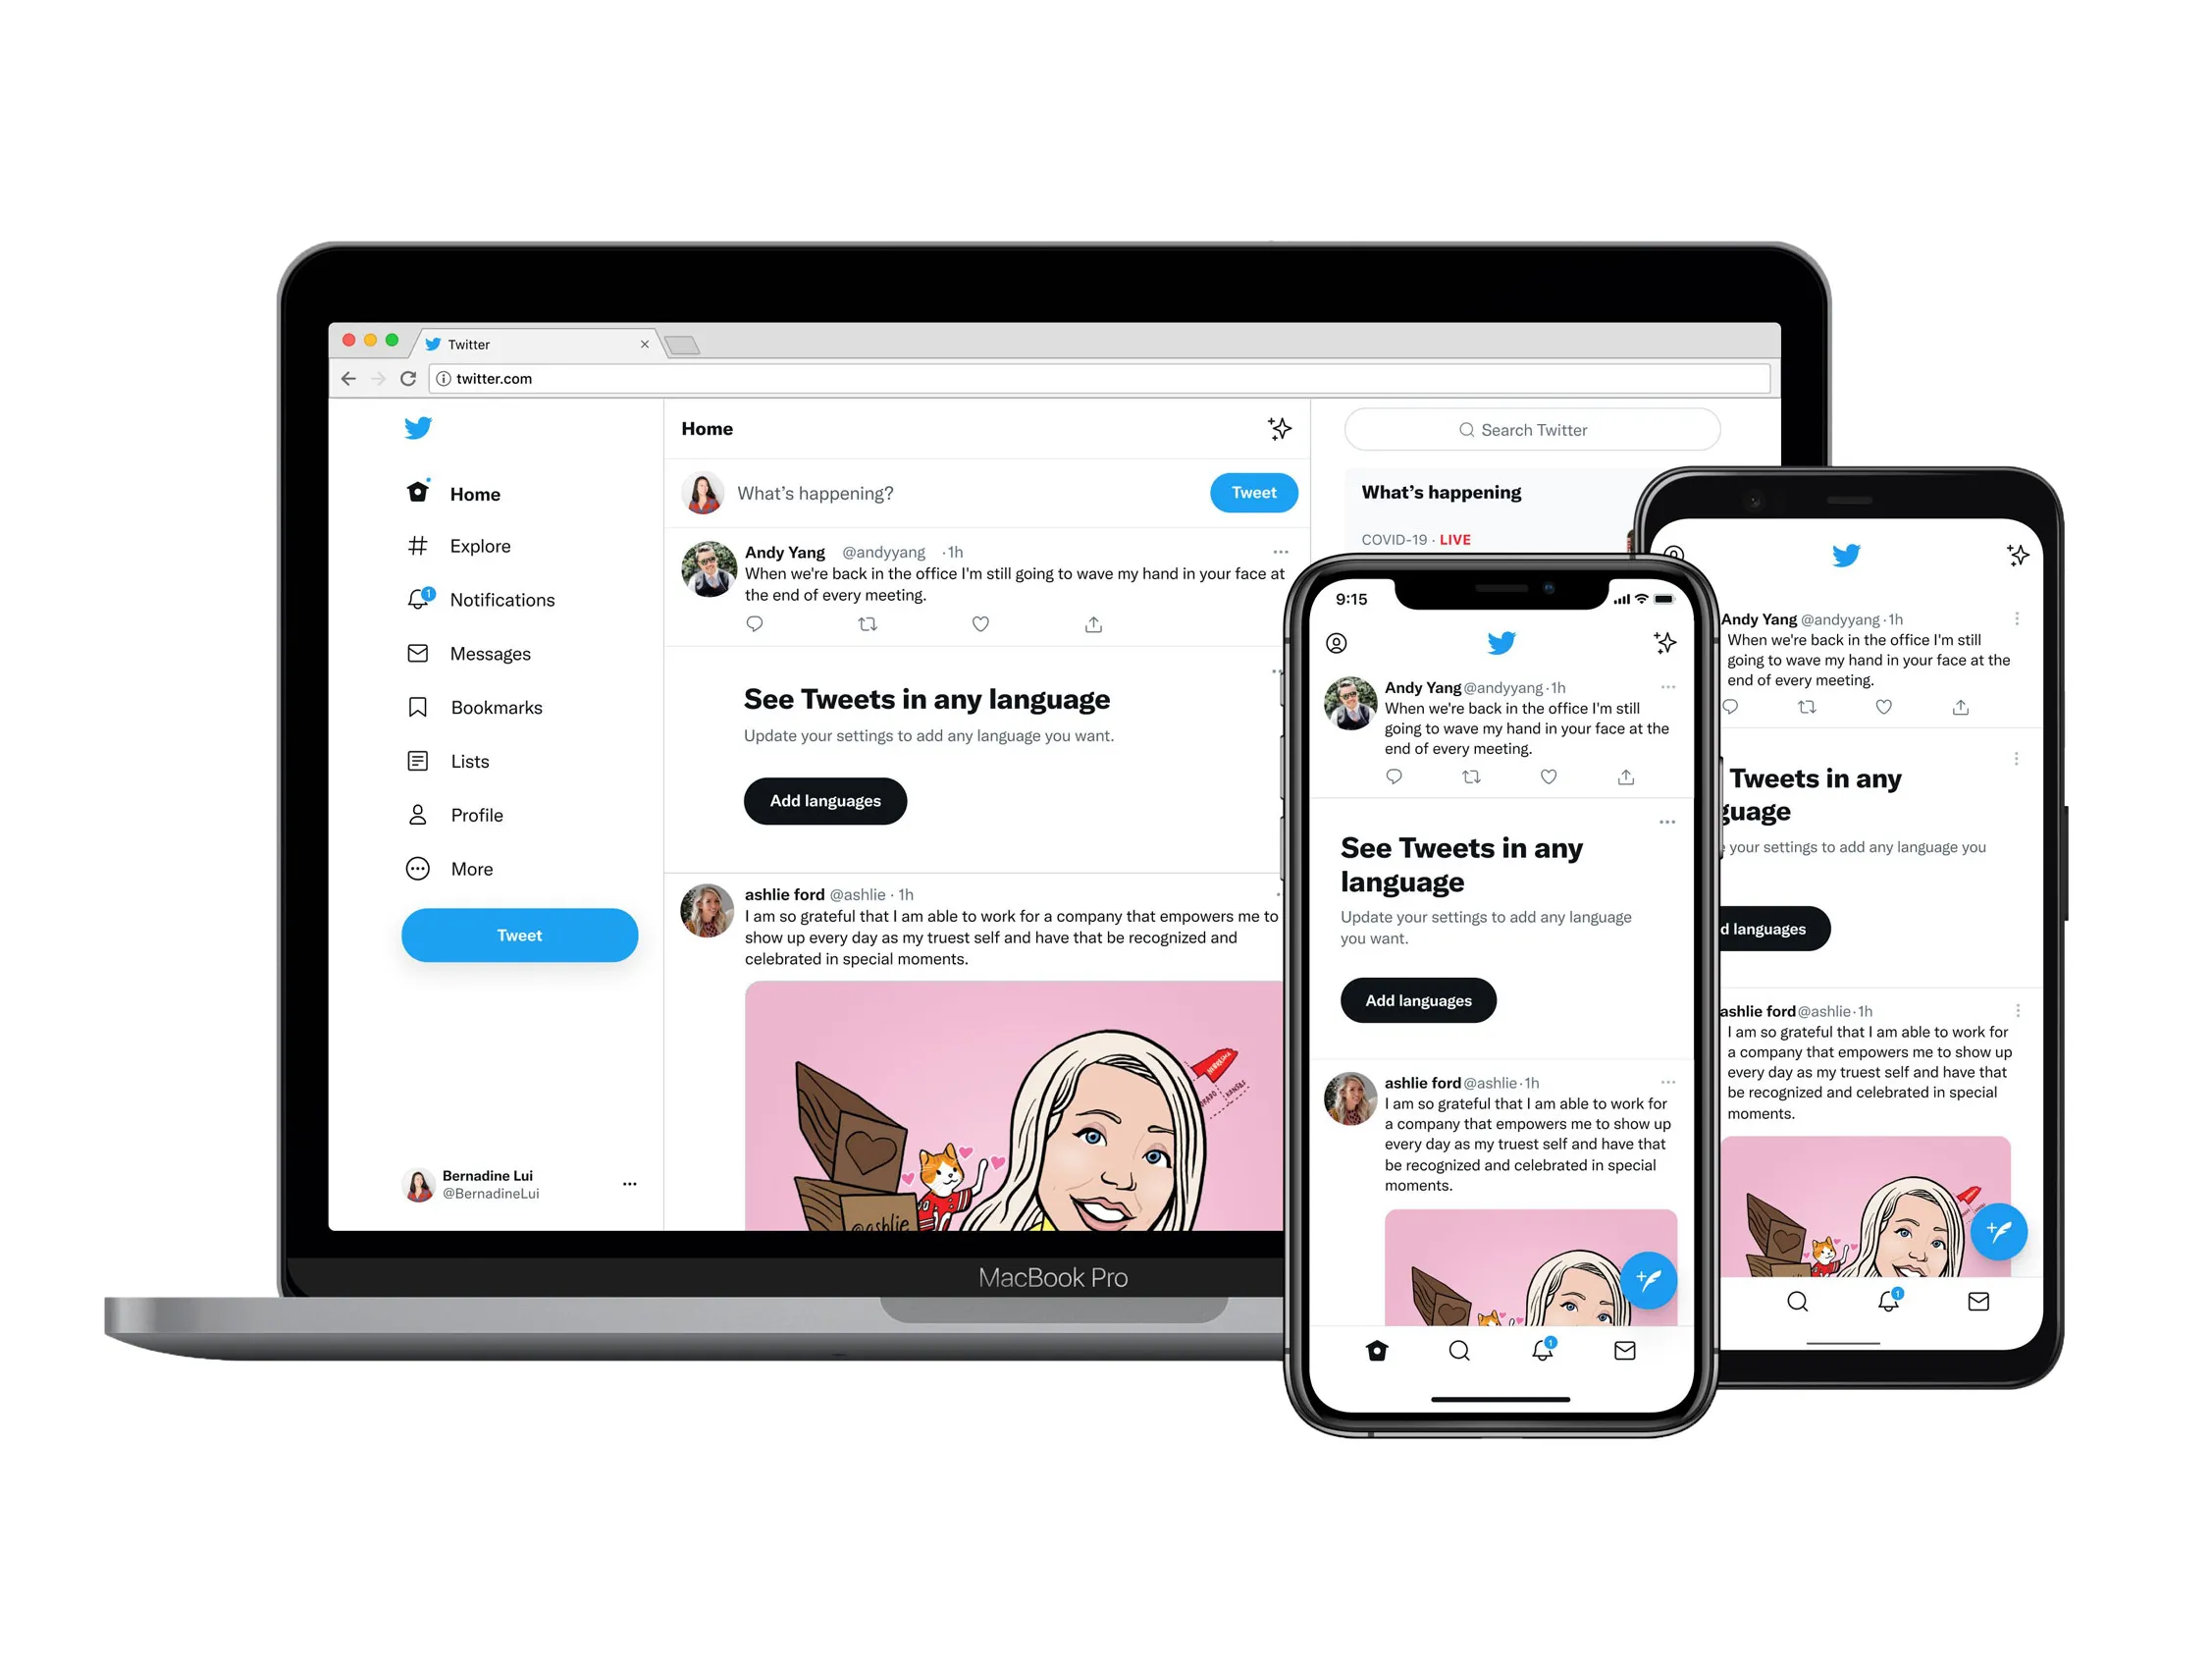 Twitter
twitter.com
Home
Explore
1
Notifications
Messages
Bookmarks
Lists
Profile
More
Tweet
Bernadine Lui
@BernadineLui
Home
What's happening?
Tweet
Andy Yang @andyyang · 1h
When we're back in the office I'm still going to wave my hand in your face at
the end of every meeting.
See Tweets in any language
Update your settings to add any language you want.
Add languages
ashlie ford @ashlie · 1h
I am so grateful that I am able to work for a company that empowers me to
show up every day as my truest self and have that be recognized and
celebrated in special moments.
NEBRASKA
KANSAS
@ashlie
Search Twitter
What's happening
COVID-19 · LIVE
MacBook Pro
9:15
Andy Yang @andyyang · 1h
When we're back in the office I'm still
going to wave my hand in your face at the
end of every meeting.
See Tweets in any
language
Update your settings to add any language
you want.
Add languages
ashlie ford @ashlie · 1h
I am so grateful that I am able to work for
a company that empowers me to show up
every day as my truest self and have that
be recognized and celebrated in special
moments.
1
Andy Yang @andyyang · 1h
When we're back in the office I'm still
going to wave my hand in your face at the
end of every meeting.
Tweets in any
guage
your settings to add any language you
d languages
ashlie ford @ashlie · 1h
I am so grateful that I am able to work for
a company that empowers me to show up
every day as my truest self and have that
be recognized and celebrated in special
moments.
1